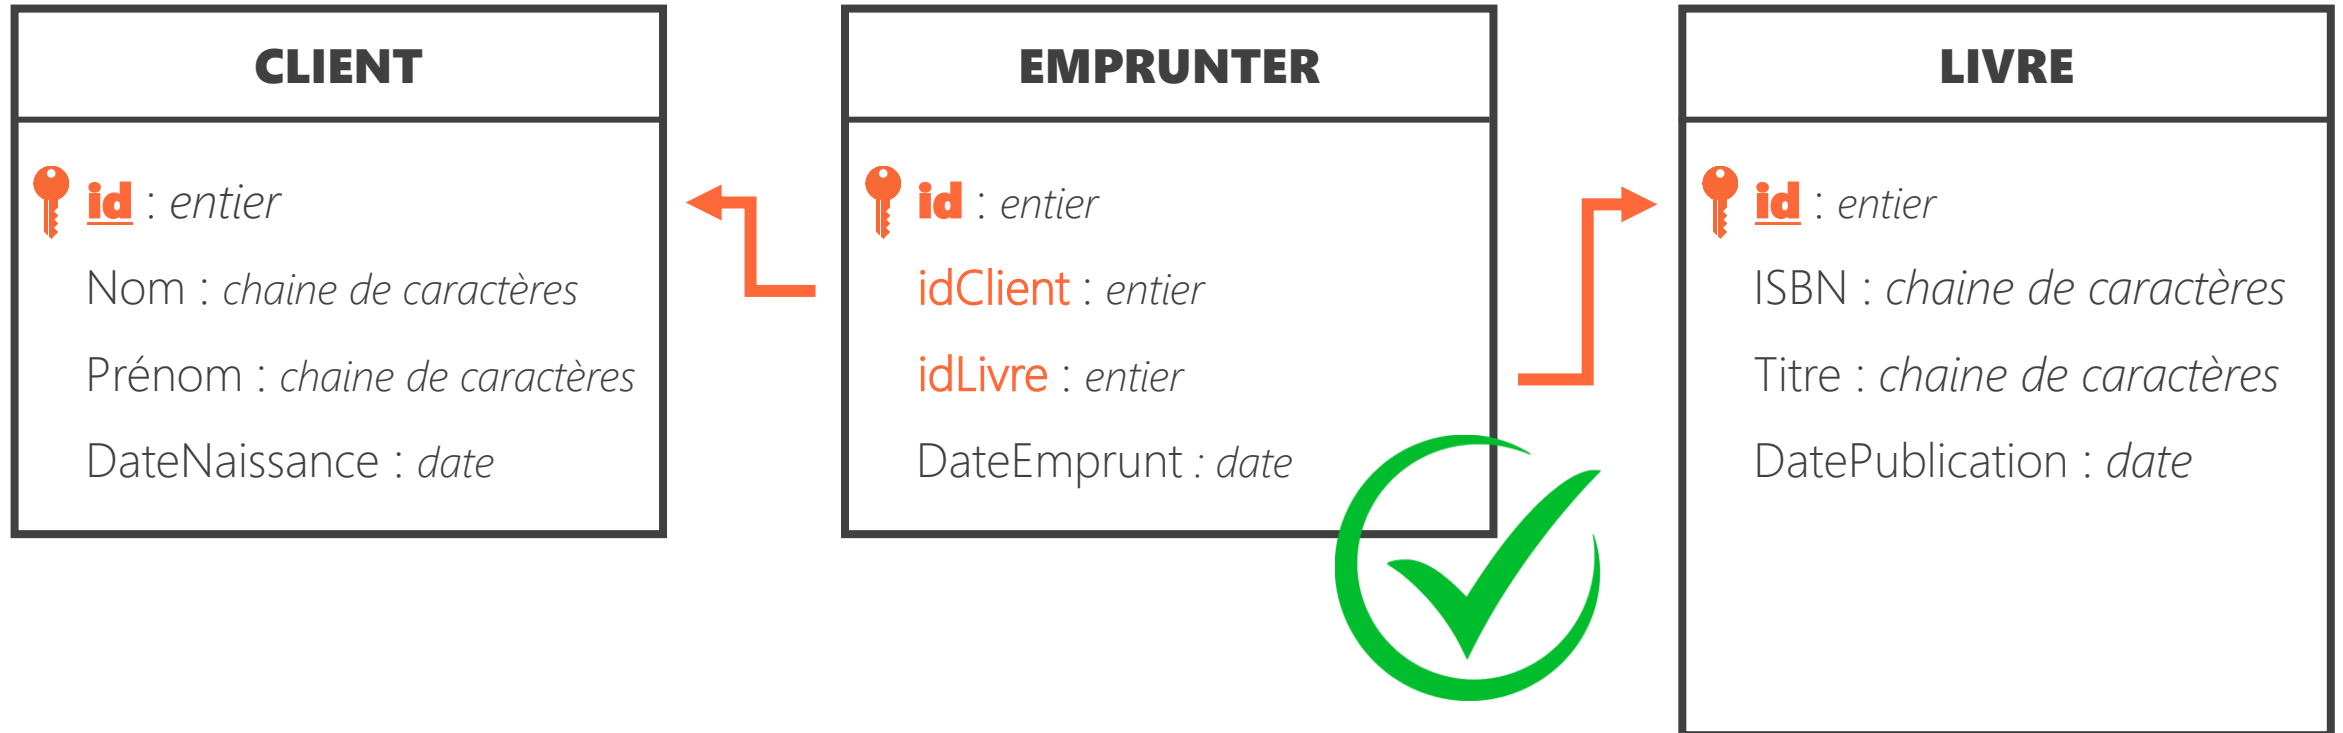 CLIENT
id : entier
Nom : chaine de caractères
Prénom : chaine de caractères
DateNaissance : date
EMPRUNTER
id : entier
idClient : entier
idLivre : entier
DateEmprunt : date
LIVRE
id : entier
ISBN : chaine de caractères
Titre : chaine de caractères
DatePublication : date